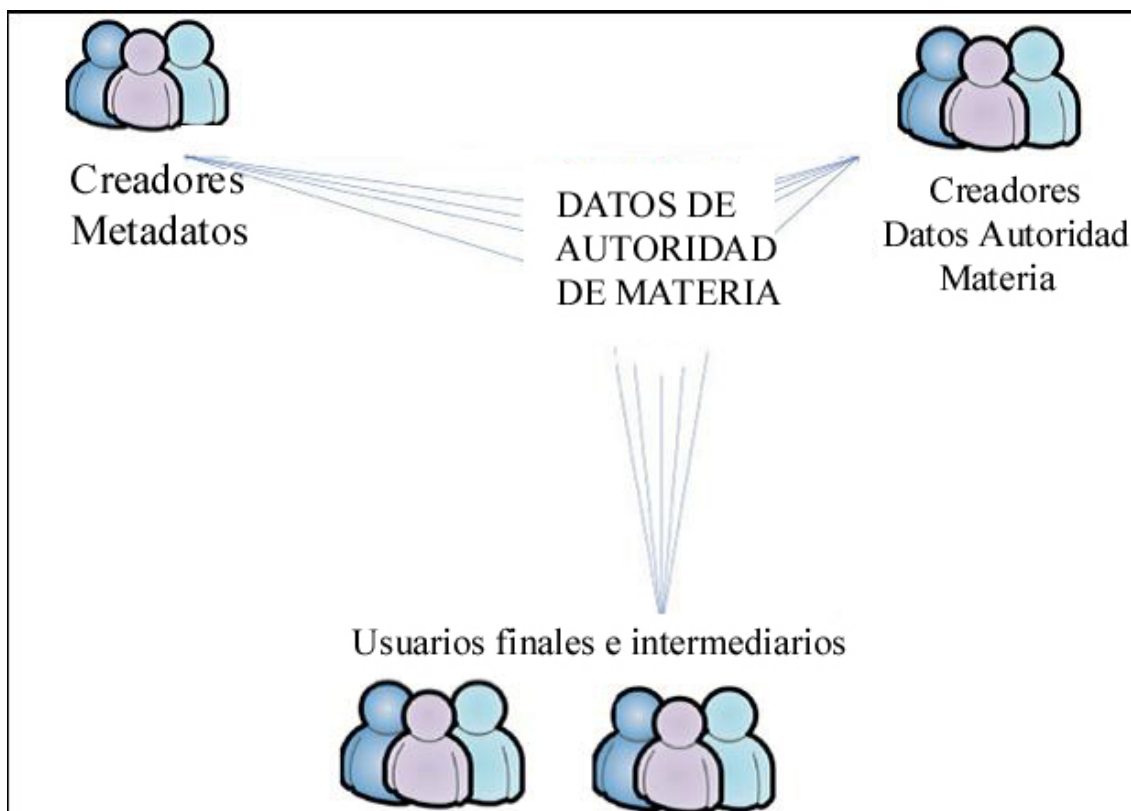 Creadores
Metadatos
DATOS DE
AUTORIDAD
DE MATERIA
Creadores
Datos Autoridad
Materia
Usuarios finales e intermediarios